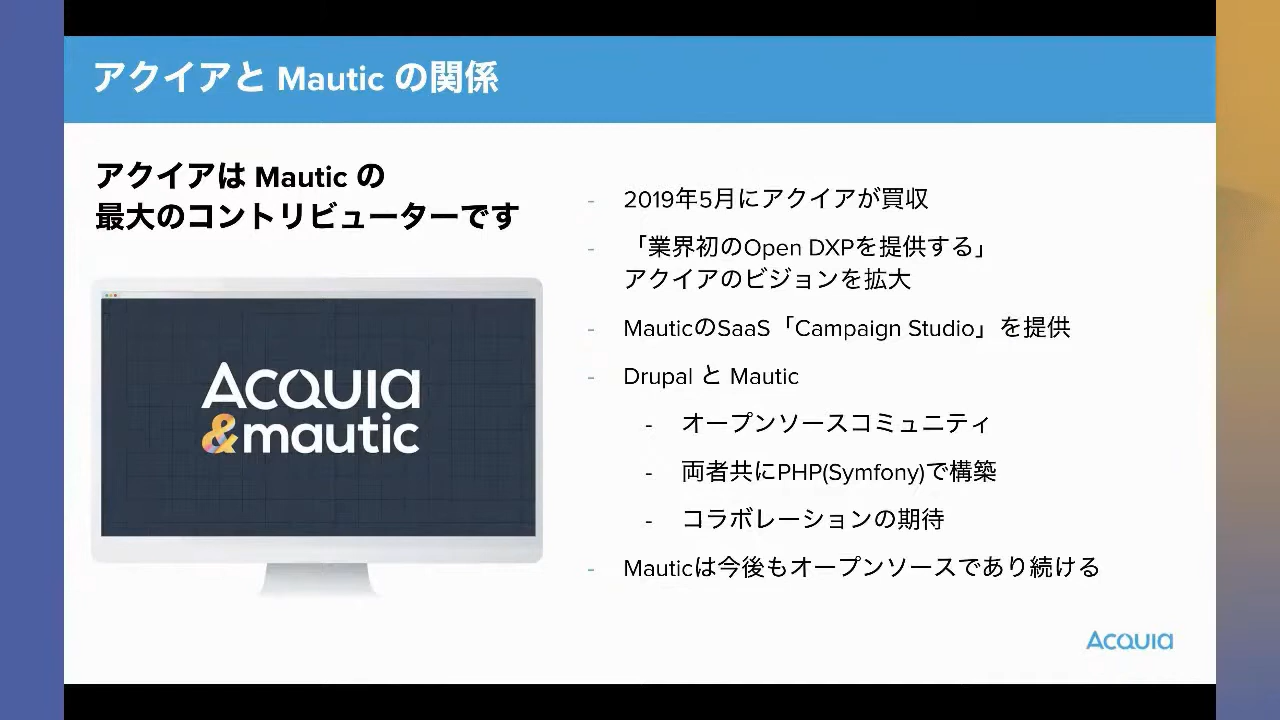 アクイアと Mautic の関係
アクイアは Mautic の
最大のコントリビューターです
Acquia
&mautic
- 2019年5月にアクイアが買収
- 「業界初のOpen DXPを提供する」
アクイアのビジョンを拡大
- MauticのSaaS「Campaign Studio」を提供
- Drupal と Mautic
- オープンソースコミュニティ
- 両者共にPHP(Symfony)で構築
- コラボレーションの期待
- Mauticは今後もオープンソースであり続ける
Acquia